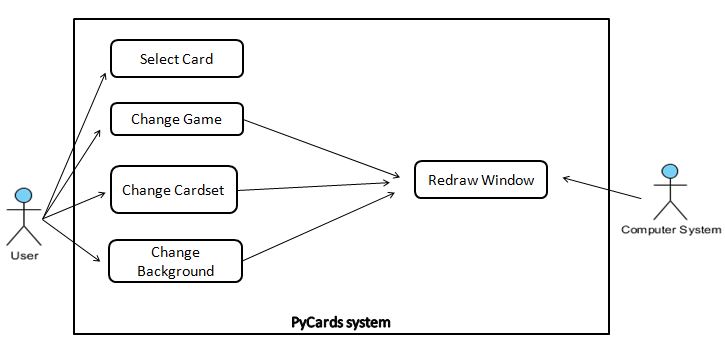 Select Card
Change Game
Change Cardset
Change
Background
Redraw Window
User
Computer System
PyCards system